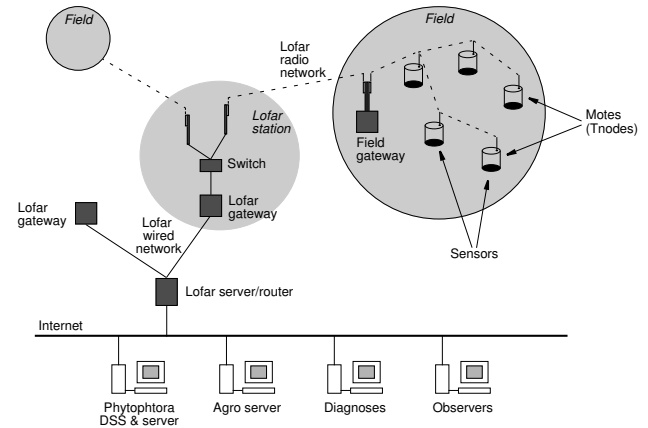 Field
Field
Lofar
radio
network
Lofar
station
Motes
(Tnodes)
Field
gateway
Switch
Lofar
gateway
Lofar
gateway
Lofar
wired
network
Sensors
Lofar server/router
Internet
Phytophtora
DSS & server
Agro server
Diagnoses
Observers